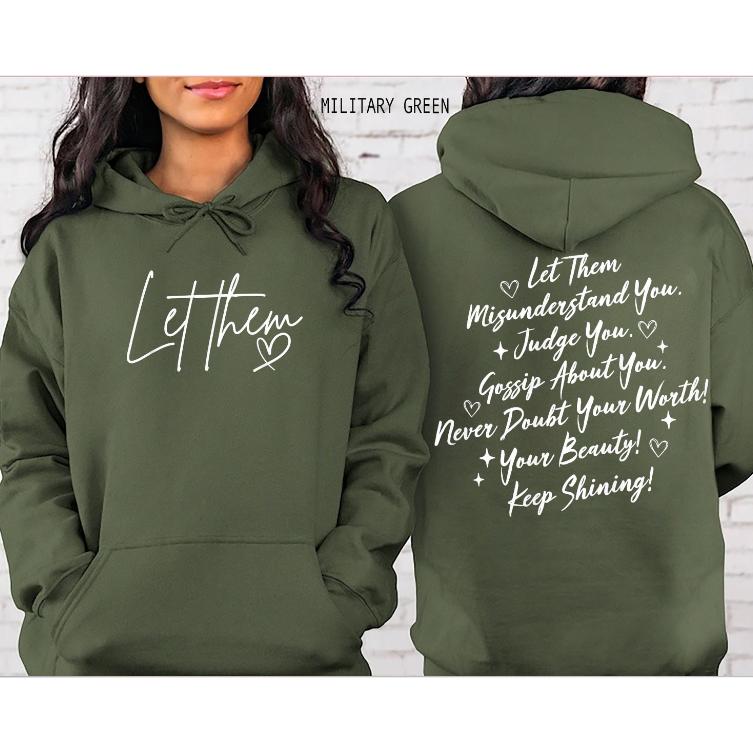 MILITARY GREEN
Let them
Let Them
Misunderstand You.
Judge You.
Gossip About You.
Never Doubt Your Worth!
Your Beauty!
Keep Shining!